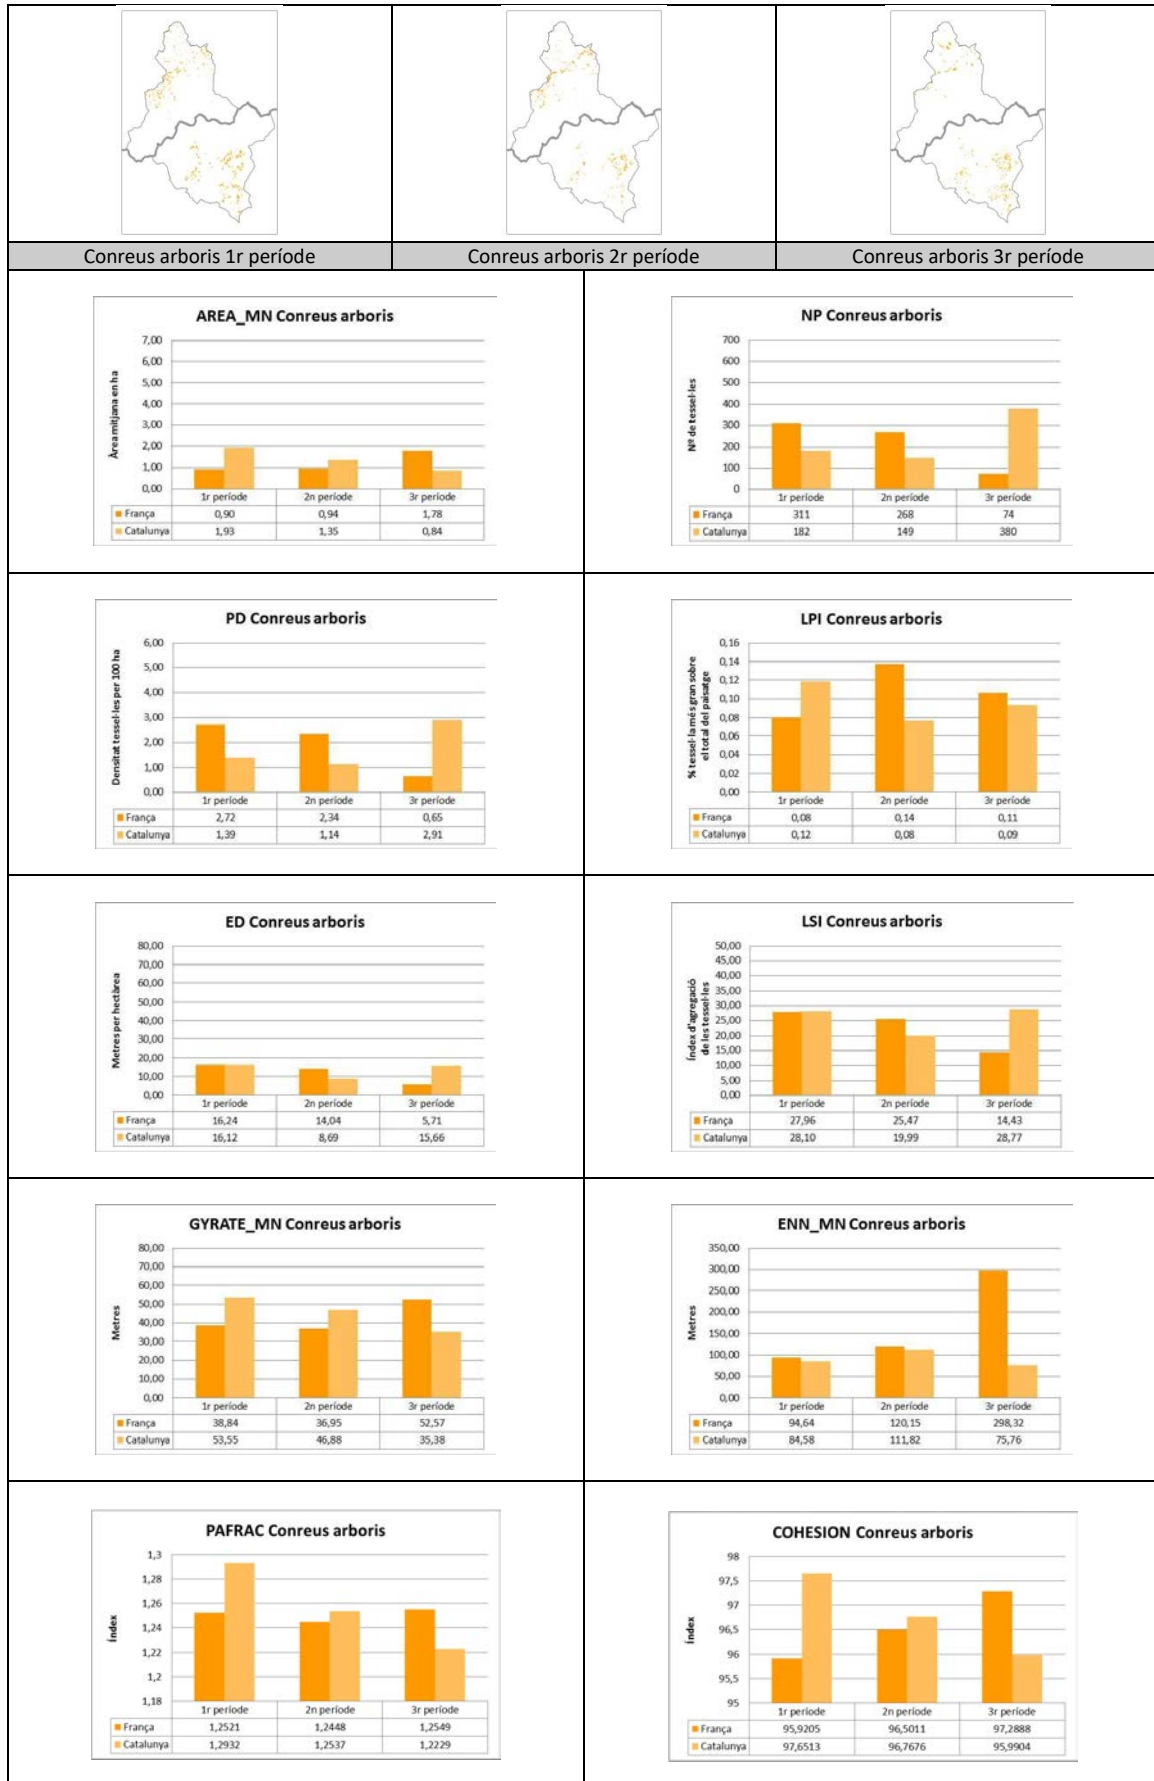 Conreus arboris 1r període
Conreus arboris 2r període
Conreus arboris 3r període
AREA_MN Conreus arboris
Àrea mitjana en ha
7,00
6,00
5,00
4,00
3,00
2,00
1,00
0,00
1r període 2n període 3r període
França 0,90 0,94 1,78
Catalunya 1,93 1,35 0,84
NP Conreus arboris
Nº de tessel·les
700
600
500
400
300
200
100
0
1r període 2n període 3r període
França 311 268 74
Catalunya 182 149 380
PD Conreus arboris
Densitat tessel·les per 100 ha
6,00
5,00
4,00
3,00
2,00
1,00
0,00
1r període 2n període 3r període
França 2,72 2,34 0,65
Catalunya 1,39 1,14 2,91
LPI Conreus arboris
% tessel·la més gran sobre
el total del paisatge
0,16
0,14
0,12
0,10
0,08
0,06
0,04
0,02
0,00
1r període 2n període 3r període
França 0,08 0,14 0,11
Catalunya 0,12 0,08 0,09
ED Conreus arboris
Metres per hectàrea
80,00
70,00
60,00
50,00
40,00
30,00
20,00
10,00
0,00
1r període 2n període 3r període
França 16,24 14,04 5,71
Catalunya 16,12 8,69 15,66
LSI Conreus arboris
Índex d'agregació
de les tessel·les
50,00
45,00
40,00
35,00
30,00
25,00
20,00
15,00
10,00
5,00
0,00
1r període 2n període 3r període
França 27,96 25,47 14,43
Catalunya 28,10 19,99 28,77
GYRATE_MN Conreus arboris
Metres
80,00
70,00
60,00
50,00
40,00
30,00
20,00
10,00
0,00
1r període 2n període 3r període
França 38,84 36,95 52,57
Catalunya 53,55 46,88 35,38
ENN_MN Conreus arboris
Metres
350,00
300,00
250,00
200,00
150,00
100,00
50,00
0,00
1r període 2n període 3r període
França 94,64 120,15 298,32
Catalunya 84,58 111,82 75,76
PAFRAC Conreus arboris
Índex
1,3
1,28
1,26
1,24
1,22
1,2
1,18
1r període 2n període 3r període
França 1,2521 1,2448 1,2549
Catalunya 1,2932 1,2537 1,2229
COHESION Conreus arboris
Índex
98
97,5
97
96,5
96
95,5
95
1r període 2n període 3r període
França 95,9205 96,5011 97,2888
Catalunya 97,6513 96,7676 95,9904